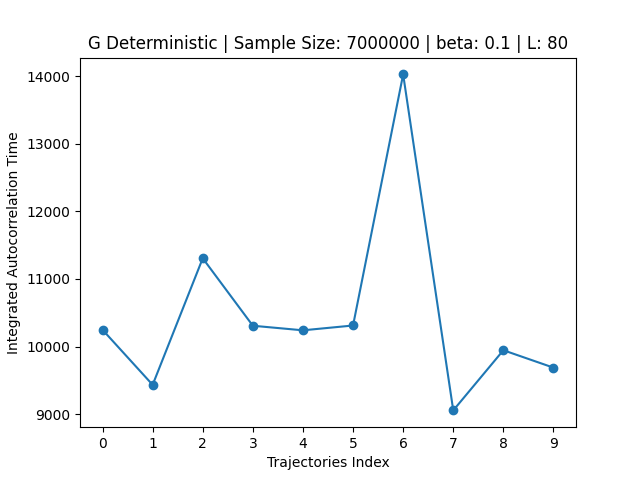 G Deterministic | Sample Size: 7000000 | beta: 0.1 | L: 80
Integrated Autocorrelation Time
14000
13000
12000
11000
10000
9000
0 1 2 3 4 5 6 7 8 9
Trajectories Index